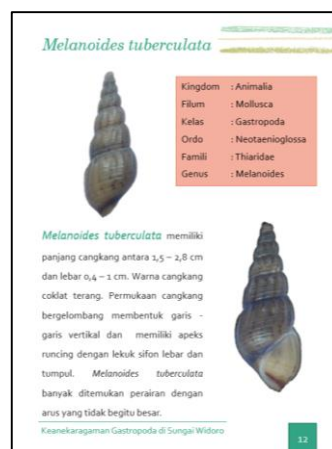 Melanoides tuberculata
Kingdom : Animalia
Filum : Mollusca
Kelas : Gastropoda
Ordo : Neotaenioglossa
Famili : Thiaridae
Genus : Melanoides
Melanoides tuberculata memiliki
panjang cangkang antara 1,5 – 2,8 cm
dan lebar 0,4 – 1 cm. Warna cangkang
coklat terang. Permukaan cangkang
bergelombang membentuk garis -
garis vertikal dan memiliki apeks
runcing dengan lekuk sifon lebar dan
tumpul. Melanoides tuberculata
banyak ditemukan perairan dengan
arus yang tidak begitu besar.
Keanekaragaman Gastropoda di Sungai Widoro
12